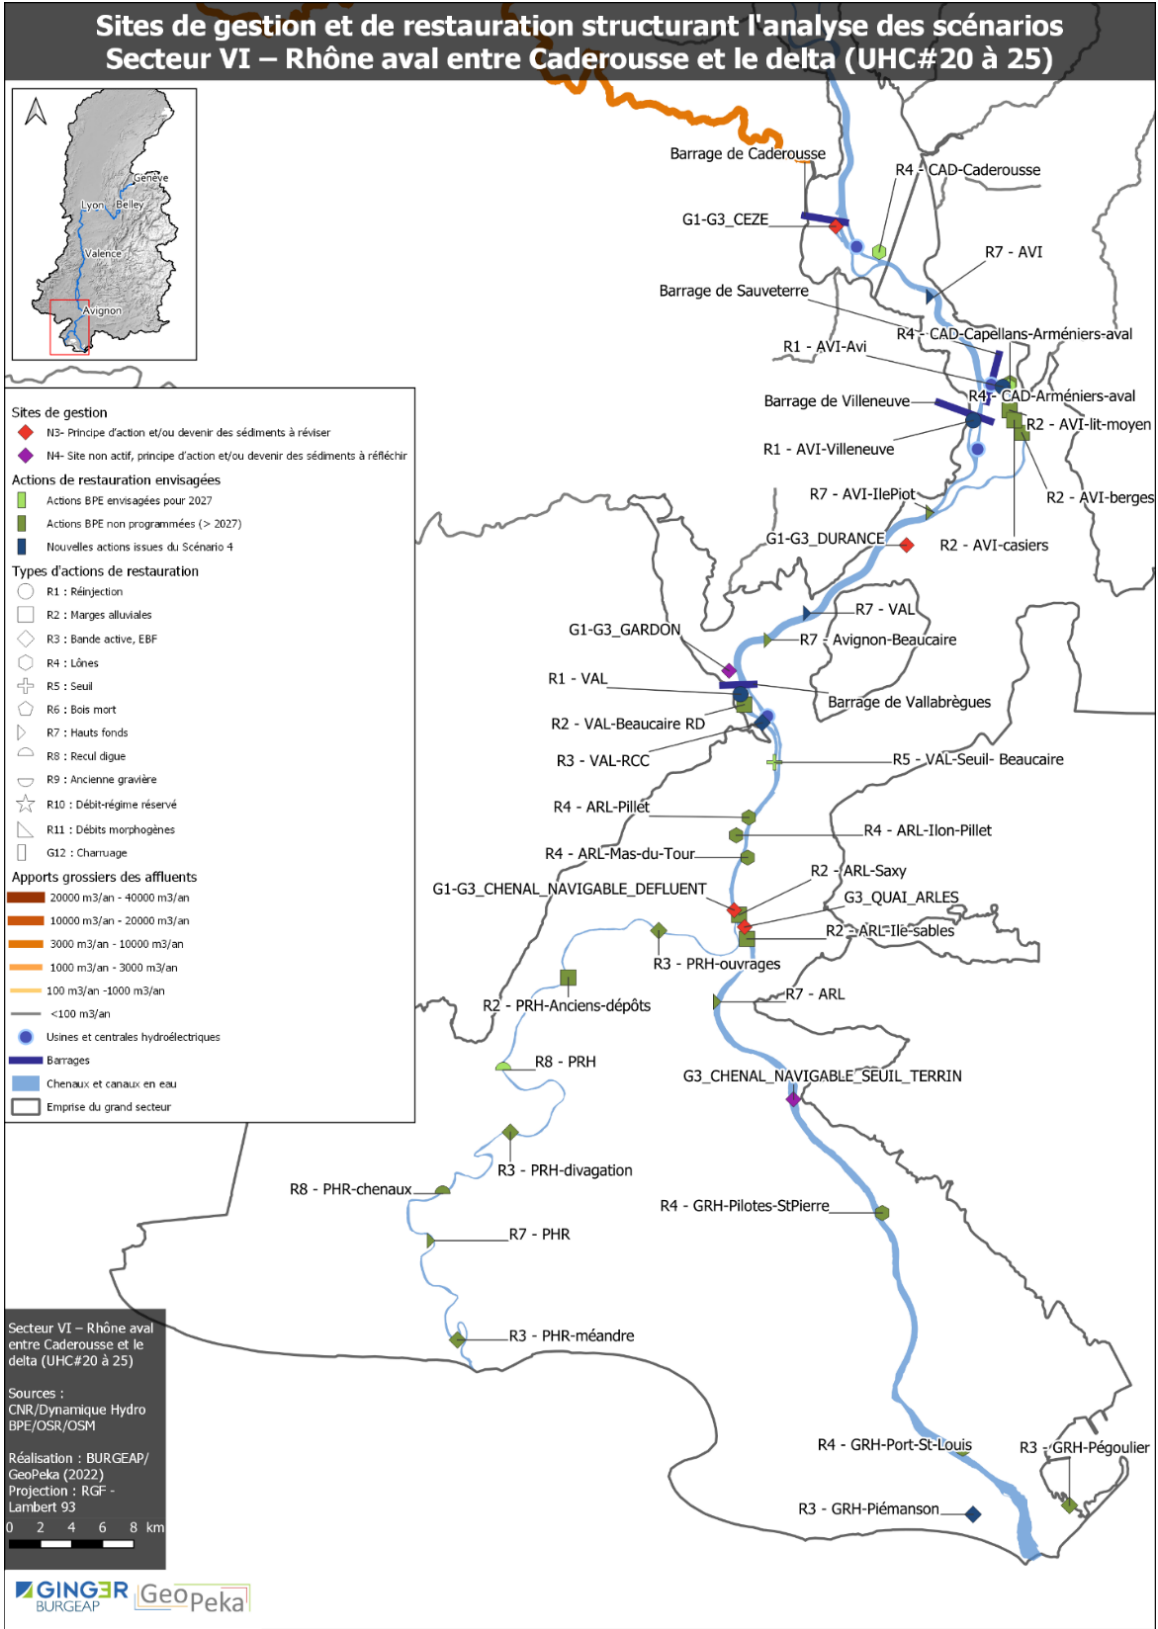 Sites de gestion et de restauration structurant l'analyse des scénarios
Secteur VI – Rhône aval entre Caderousse et le delta (UHC#20 à 25)
Genève
Lyon
Belley
Valence
Avignon
Barrage de Caderousse
R4 - CAD-Caderousse
G1-G3_CEZE
R7 - AVI
Barrage de Sauveterre
R4 - CAD-Capellans-Arméniers-aval
R1 - AVI-Avi
R4 - CAD-Arméniers-aval
Barrage de Villeneuve
R2 - AVI-lit-moyen
R1 - AVI-Villeneuve
R7 - AVI-IlePiot
R2 - AVI-berges
G1-G3_DURANCE
R2 - AVI-casiers
R7 - VAL
G1-G3_GARDON
R7 - Avignon-Beaucaire
R1 - VAL
Barrage de Vallabrègues
R2 - VAL-Beaucaire RD
R3 - VAL-RCC
R5 - VAL-Seuil- Beaucaire
R4 - ARL-Pillet
R4 - ARL-Ilon-Pillet
R4 - ARL-Mas-du-Tour
R2 - ARL-Saxy
G1-G3_CHENAL_NAVIGABLE_DEFLUENT
G3_QUAI_ARLES
R2 - ARL-Ile-sables
R3 - PRH-ouvrages
R7 - ARL
R2 - PRH-Anciens-dépôts
R8 - PRH
G3_CHENAL_NAVIGABLE_SEUIL_TERRIN
R3 - PRH-divagation
R8 - PHR-chenaux
R4 - GRH-Pilotes-StPierre
R7 - PHR
R3 - PHR-méandre
R4 - GRH-Port-St-Louis
R3 - GRH-Pégoulier
R3 - GRH-Piémanson
Sites de gestion
N3- Principe d'action et/ou devenir des sédiments à réviser
N4- Site non actif, principe d'action et/ou devenir des sédiments à réfléchir
Actions de restauration envisagées
Actions BPE envisagées pour 2027
Actions BPE non programmées (> 2027)
Nouvelles actions issues du Scénario 4
Types d'actions de restauration
R1 : Réinjection
R2 : Marges alluviales
R3 : Bande active, EBF
R4 : Lônes
R5 : Seuil
R6 : Bois mort
R7 : Hauts fonds
R8 : Recul digue
R9 : Ancienne gravière
R10 : Débit-régime réservé
R11 : Débits morphogènes
G12 : Charruage
Apports grossiers des affluents
20000 m3/an - 40000 m3/an
10000 m3/an - 20000 m3/an
3000 m3/an - 10000 m3/an
1000 m3/an - 3000 m3/an
100 m3/an -1000 m3/an
<100 m3/an
Usines et centrales hydroélectriques
Barrages
Chenaux et canaux en eau
Emprise du grand secteur
Secteur VI – Rhône aval
entre Caderousse et le
delta (UHC#20 à 25)
Sources :
CNR/Dynamique Hydro
BPE/OSR/OSM
Réalisation : BURGEAP/
GeoPeka (2022)
Projection : RGF -
Lambert 93
0 2 4 6 8 km
GINGER
BURGEAP
GeoPeka